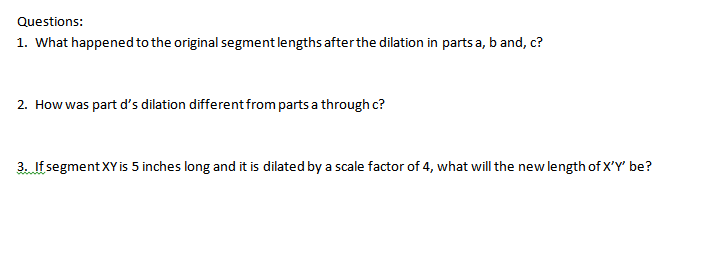 Questions:
1. What happened to the original segment lengths after the dilation in parts a, b and, c?
2. How was part d's dilation different from parts a through c?
3. If segment XY is 5 inches long and it is dilated by a scale factor of 4, what will the new length of X'Y' be?